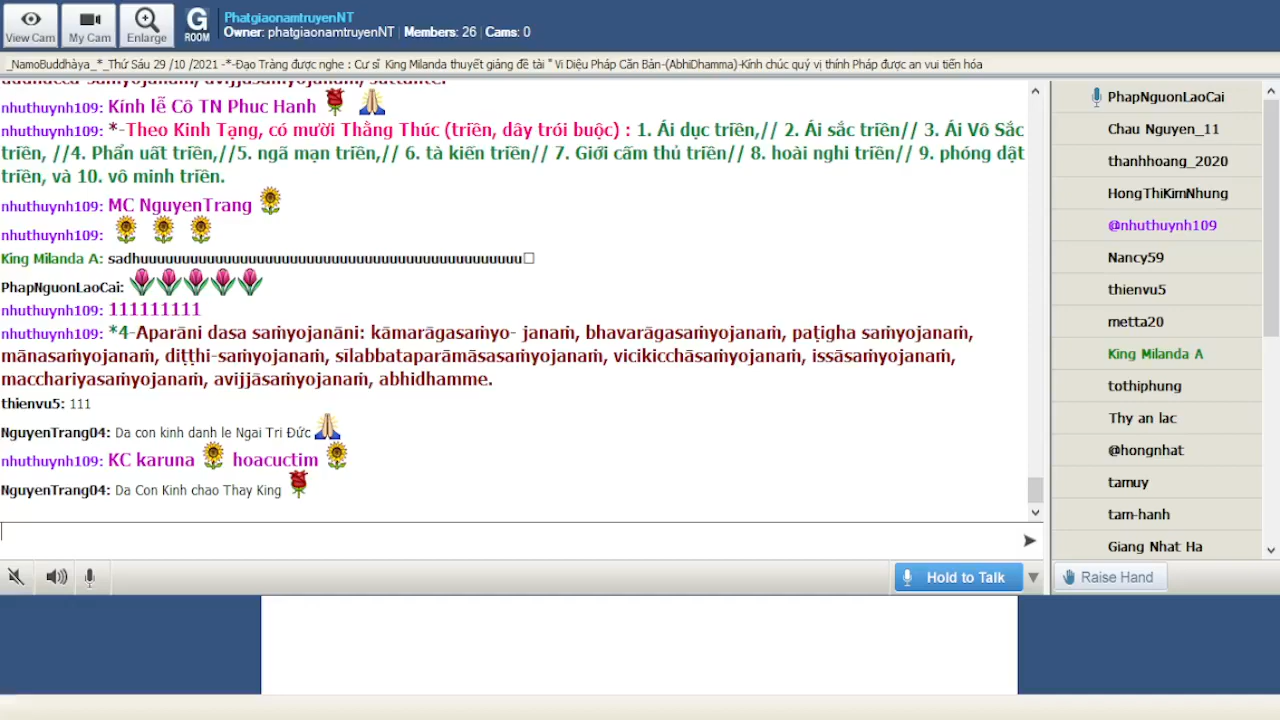 View Cam
My Cam
Enlarge
G
ROOM
PhatgiaonamtruyenNT
Owner: phatgiaonamtruyenNT | Members: 26 | Cams: 0
_NamoBuddhàya_*_Thứ Sáu 29 /10 /2021 -*-Đạo Tràng được nghe : Cư sĩ King Milanda thuyết giảng đề tài " Vi Diệu Pháp Căn Bản-(AbhiDhamma)-Kính chúc quý vị thính Pháp được an vui tiến hóa
nhuthuynh109: Kính lễ Cô TN Phuc Hanh
nhuthuynh109: *-Theo Kinh Tạng, có mười Thằng Thúc (triền, dây trói buộc) : 1. Ái dục triền,// 2. Ái sắc triền// 3. Ái Vô Sắc
triền, //4. Phẩn uất triền,//5. ngã mạn triền,// 6. tà kiến triền// 7. Giới cấm thủ triền// 8. hoài nghi triền// 9. phóng dật
triền, và 10. vô minh triền.
nhuthuynh109: MC NguyenTrang
nhuthuynh109:
King Milanda A: sadhuuuuuuuuuuuuuuuuuuuuuuuuuuuuuuuuuuuuuuuuuuuuuu
PhapNguonLaoCai:
nhuthuynh109: 111111111
nhuthuynh109: *4-Aparāni dasa saṁyojanāni: kāmarāgasaṁyo- janaṁ, bhavarāgasaṁyojanaṁ, paṭigha saṁyojanaṁ,
mānasaṁyojanaṁ, diṭṭhi-saṁyojanaṁ, sīlabbataparāmāsasaṁyojanaṁ, vicikicchāsaṁyojanaṁ, issāsaṁyojanaṁ,
macchariyasaṁyojanaṁ, avijjāsaṁyojanaṁ, abhidhamme.
thienvu5: 111
NguyenTrang04: Da con kinh danh le Ngai Tri Đức
nhuthuynh109: KC karuna hoacuctim
NguyenTrang04: Da Con Kinh chao Thay King
Hold to Talk
PhapNguonLaoCai
Chau Nguyen_11
thanhhoang_2020
HongThiKimNhung
@nhuthuynh109
Nancy59
thienvu5
metta20
King Milanda A
tothiphung
Thy an lac
@hongnhat
tamuy
tam-hanh
Giang Nhat Ha
Raise Hand